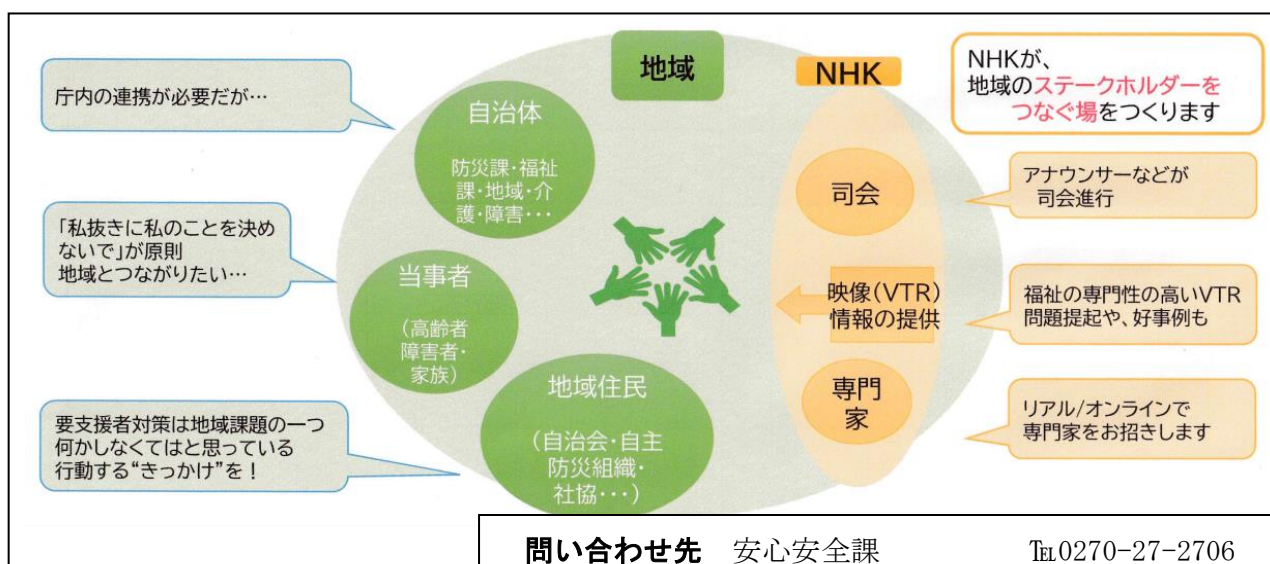 地域
NHK
NHKが、
地域のステークホルダーを
つなぐ場をつくります
庁内の連携が必要だが…
自治体
防災課・福祉
課・地域・介
護・障害・・・
司会
アナウンサーなどが
司会進行
「私抜きに私のことを決め
ないで」が原則
地域とつながりたい…
当事者
(高齢者
障害者・
家族)
映像(VTR)
情報の提供
福祉の専門性の高いVTR
問題提起や、好事例も
地域住民
(自治会・自主
防災組織・
社協・・・)
専門
家
リアル/オンラインで
専門家をお招きします
要支援者対策は地域課題の一つ
何かしなくてはと思っている
行動する“きっかけ”を！
問い合わせ先 安心安全課 ℡0270-27-2706